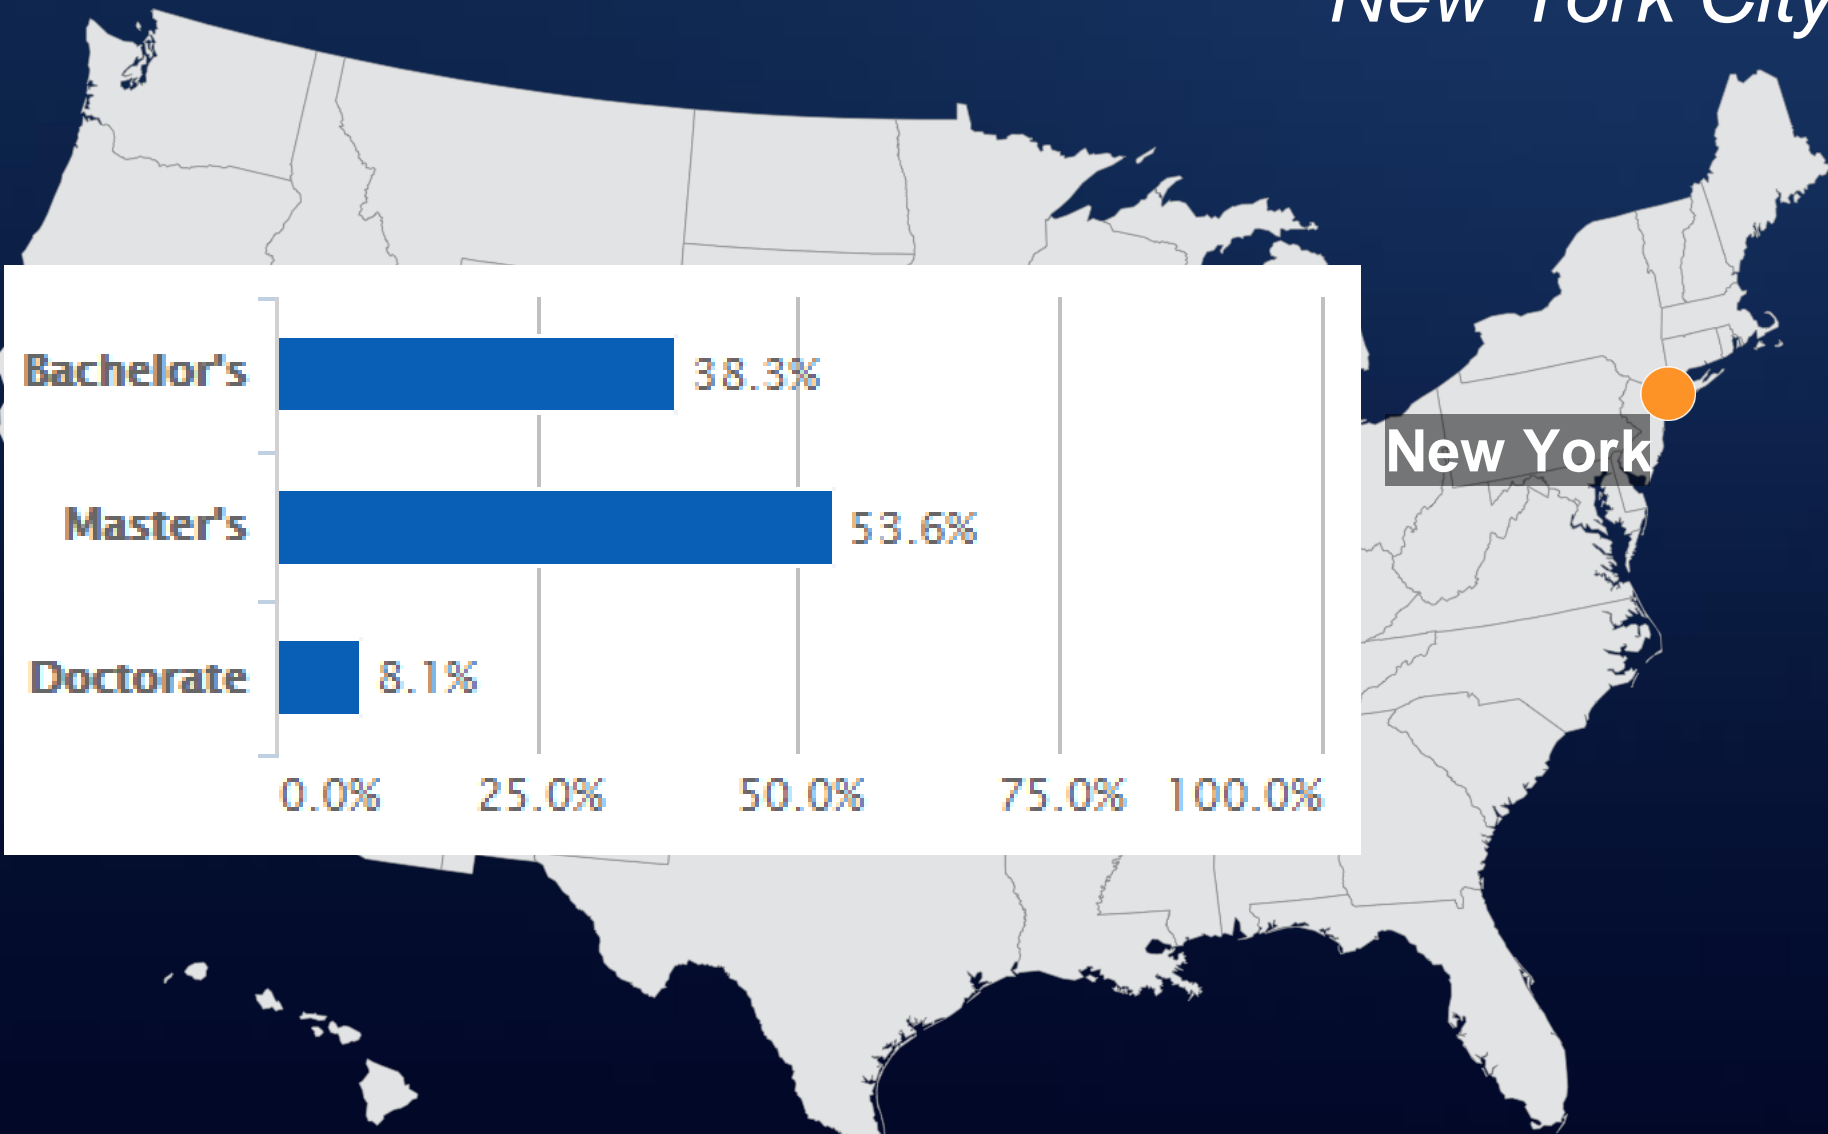 New York City
Bachelor's
38.3%
New York
Master's
53.6%
Doctorate
8.1%
0.0% 25.0% 50.0% 75.0% 100.0%